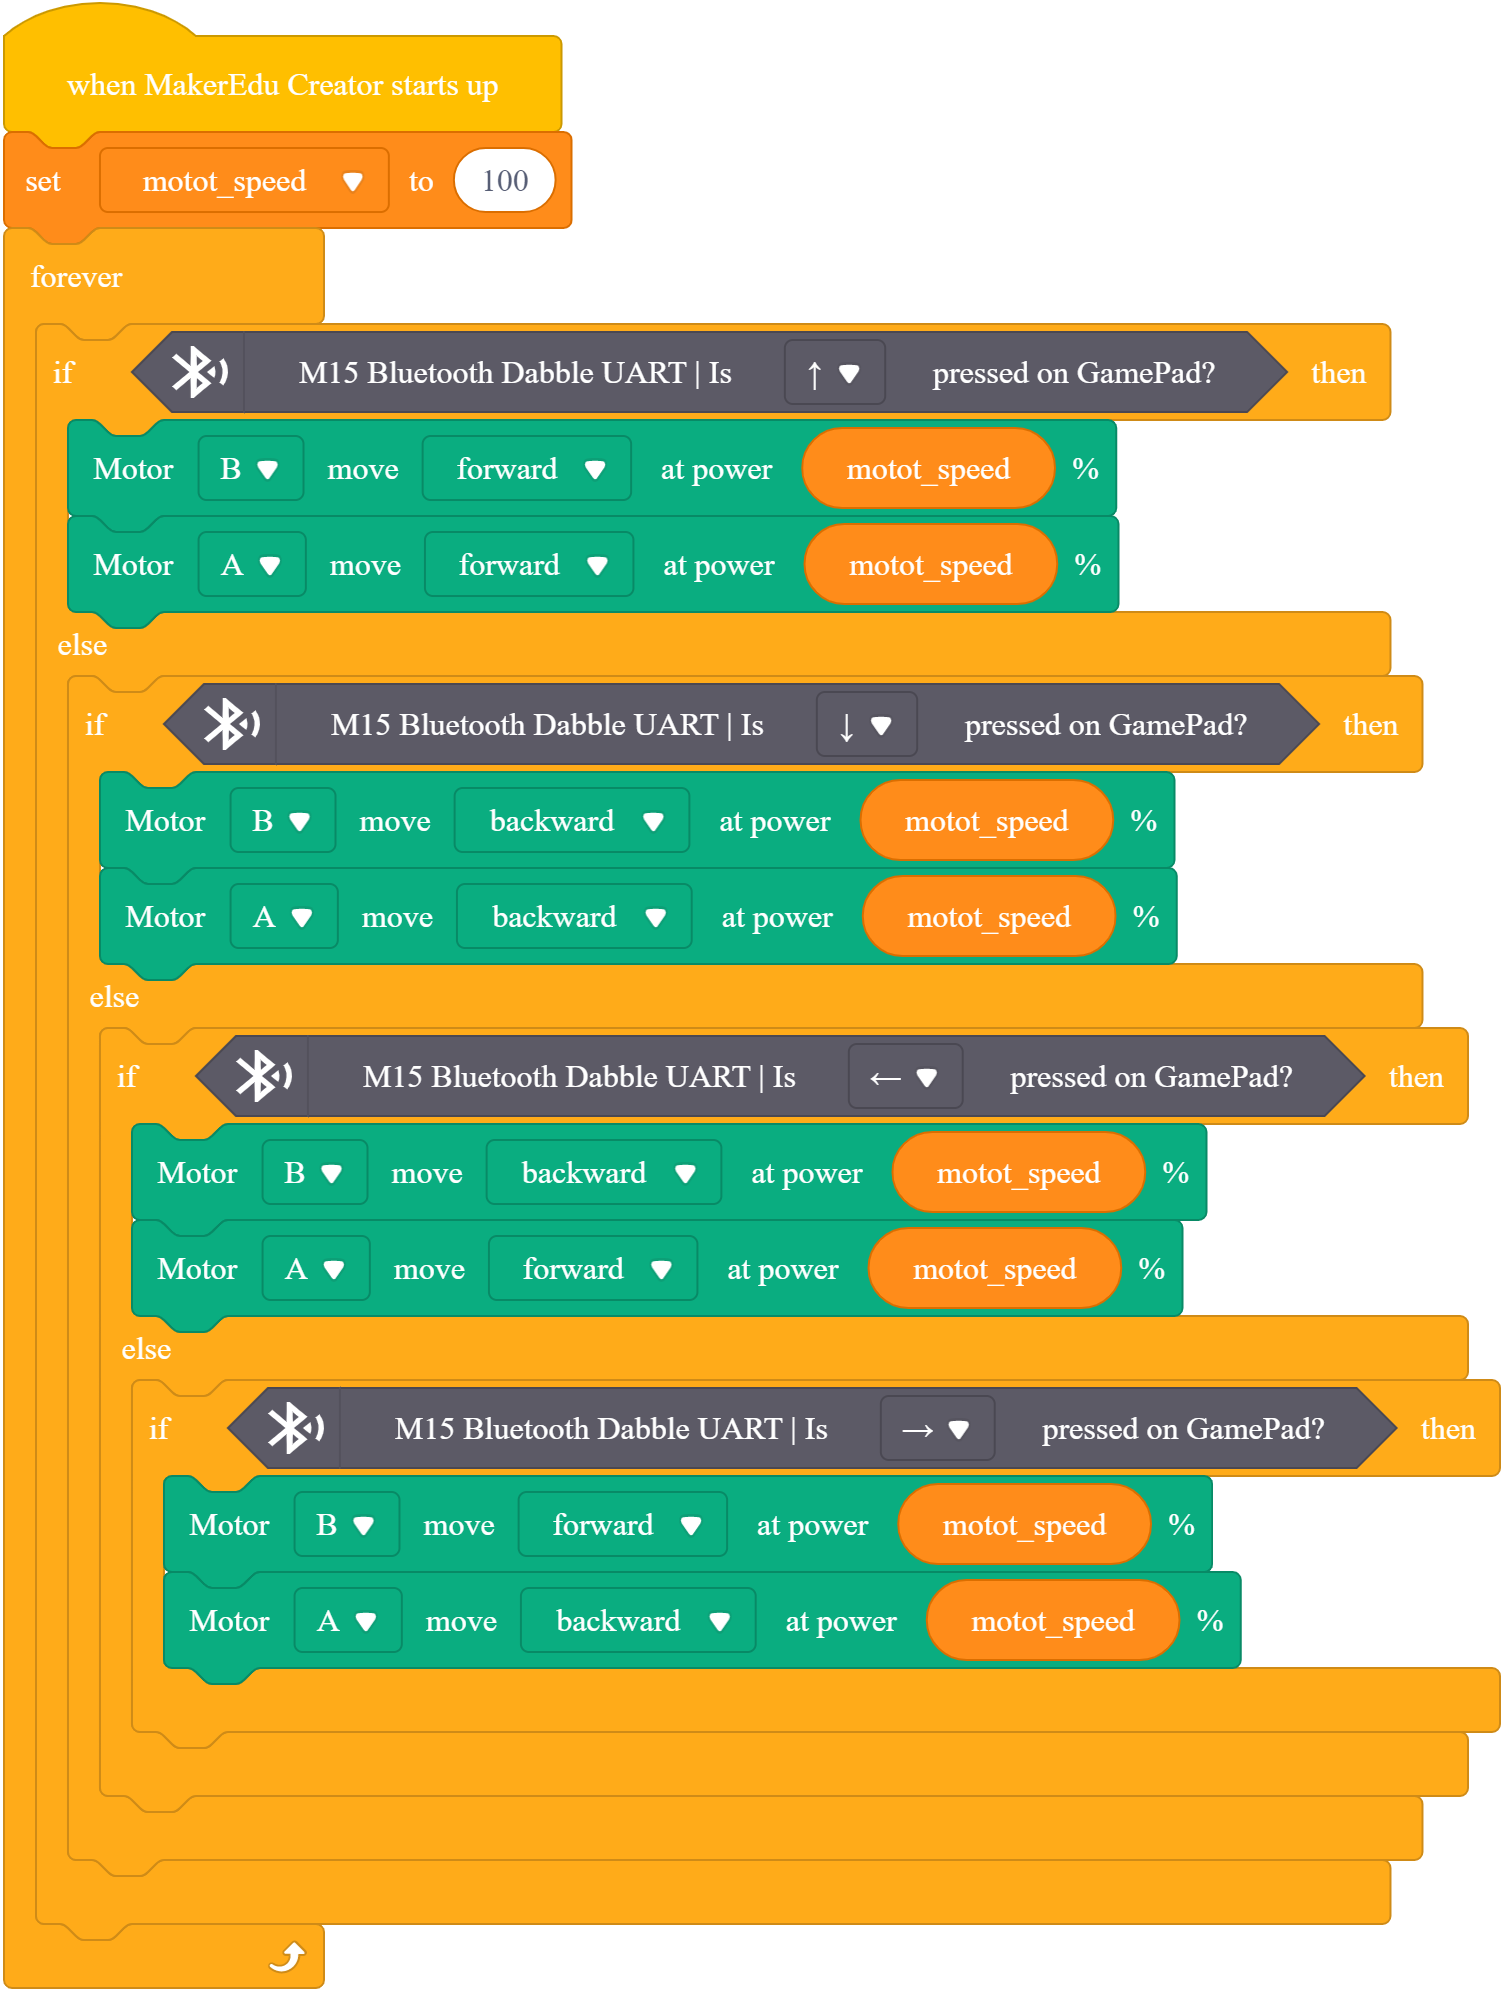 when MakerEdu Creator starts up
set motot_speed to 100
forever
if M15 Bluetooth Dabble UART | Is ↑ pressed on GamePad? then
Motor B move forward at power motot_speed %
Motor A move forward at power motot_speed %
else
if M15 Bluetooth Dabble UART | Is ↓ pressed on GamePad? then
Motor B move backward at power motot_speed %
Motor A move backward at power motot_speed %
else
if M15 Bluetooth Dabble UART | Is ← pressed on GamePad? then
Motor B move backward at power motot_speed %
Motor A move forward at power motot_speed %
else
if M15 Bluetooth Dabble UART | Is → pressed on GamePad? then
Motor B move forward at power motot_speed %
Motor A move backward at power motot_speed %